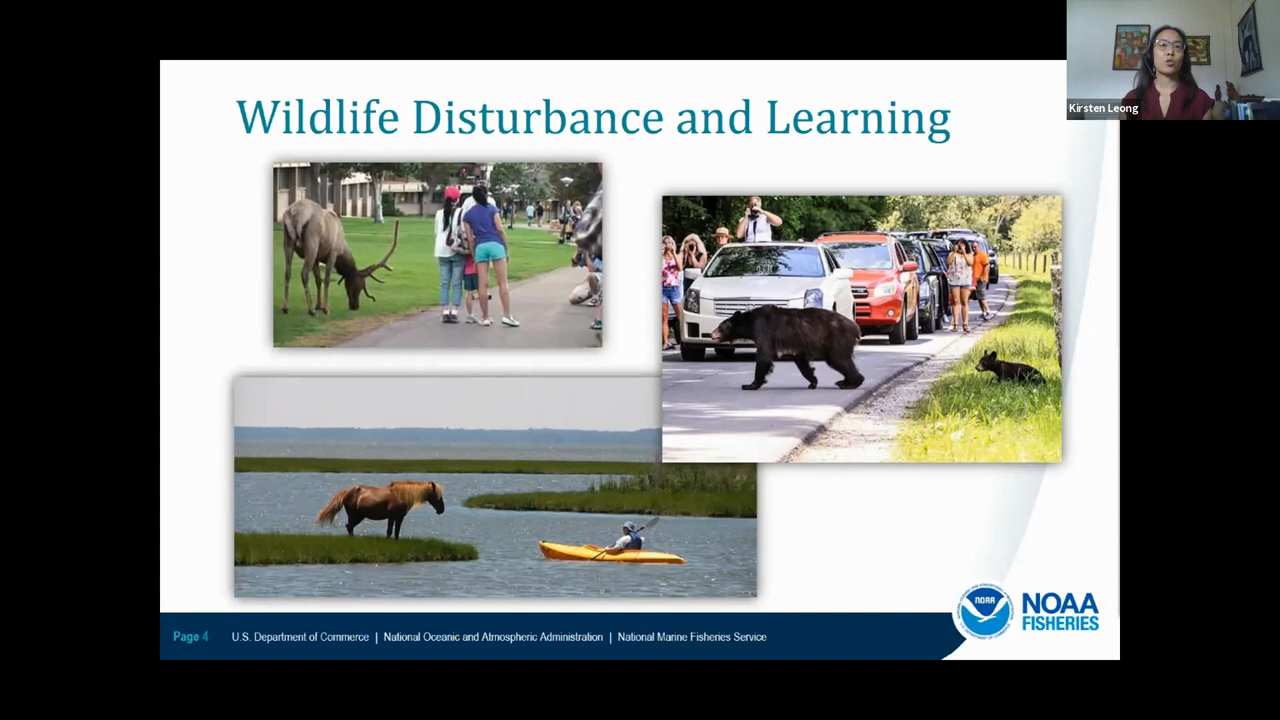 Kirsten Leong
Wildlife Disturbance and Learning
NOAA
NOAA
FISHERIES
Page 4
U.S. Department of Commerce | National Oceanic and Atmospheric Administration | National Marine Fisheries Service